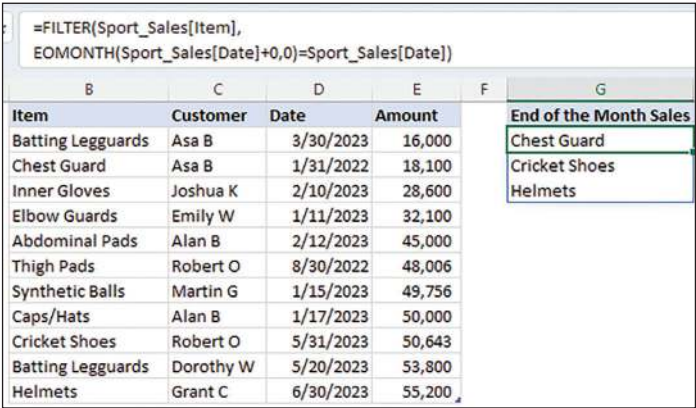 =FILTER(Sport_Sales[Item],
EOMONTH(Sport_Sales[Date]+0,0)=Sport_Sales[Date])
B C D E F G
Item Customer Date Amount End of the Month Sales
Batting Legguards Asa B 3/30/2023 16,000 Chest Guard
Chest Guard Asa B 1/31/2022 18,100 Cricket Shoes
Inner Gloves Joshua K 2/10/2023 28,600 Helmets
Elbow Guards Emily W 1/11/2023 32,100
Abdominal Pads Alan B 2/12/2023 45,000
Thigh Pads Robert O 8/30/2022 48,006
Synthetic Balls Martin G 1/15/2023 49,756
Caps/Hats Alan B 1/17/2023 50,000
Cricket Shoes Robert O 5/31/2023 50,643
Batting Legguards Dorothy W 5/20/2023 53,800
Helmets Grant C 6/30/2023 55,200